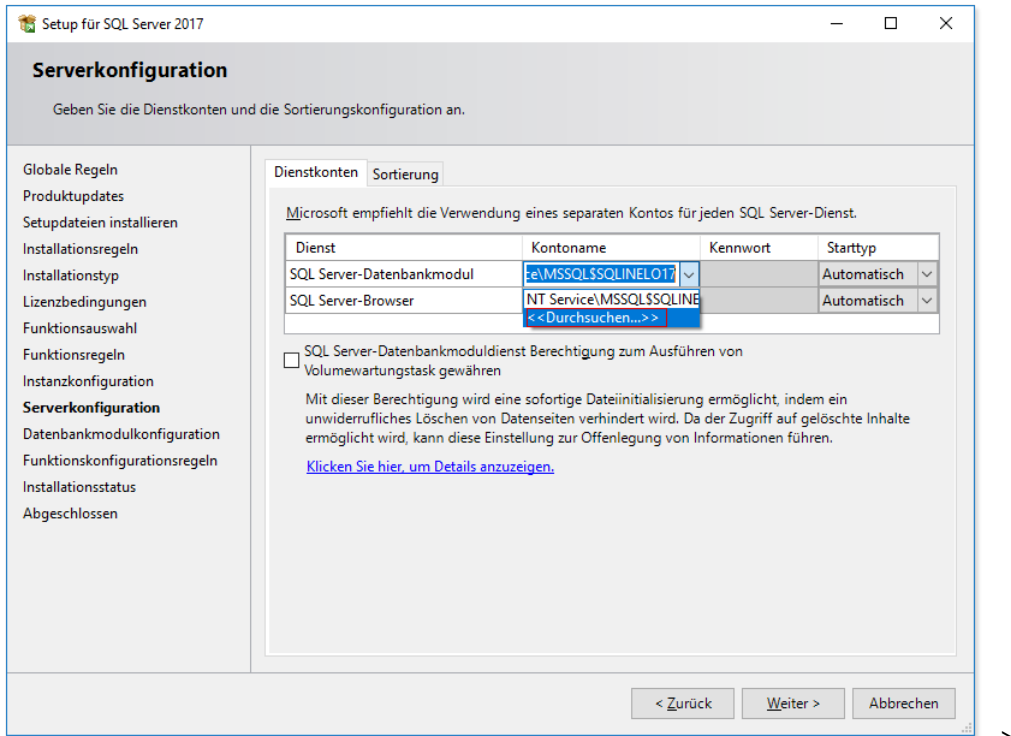 Setup für SQL Server 2017
Serverkonfiguration
Geben Sie die Dienstkonten und die Sortierungskonfiguration an.
Globale Regeln
Produktupdates
Setupdateien installieren
Installationsregeln
Installationstyp
Lizenzbedingungen
Funktionsauswahl
Funktionsregeln
Instanzkonfiguration
Serverkonfiguration
Datenbankmodulkonfiguration
Funktionskonfigurationsregeln
Installationsstatus
Abgeschlossen
Dienstkonten Sortierung
Microsoft empfiehlt die Verwendung eines separaten Kontos für jeden SQL Server-Dienst.
Dienst Kontoname Kennwort Starttyp
SQL Server-Datenbankmodul ce\MSSQL$SQLINELO17 Automatisch
SQL Server-Browser NT Service\MSSQL$SQLINE Automatisch
<<Durchsuchen...>>
SQL Server-Datenbankmoduldienst Berechtigung zum Ausführen von
Volumewartungstask gewähren
Mit dieser Berechtigung wird eine sofortige Dateiinitialisierung ermöglicht, indem ein
unwiderrufliches Löschen von Datenseiten verhindert wird. Da der Zugriff auf gelöschte Inhalte
ermöglicht wird, kann diese Einstellung zur Offenlegung von Informationen führen.
Klicken Sie hier, um Details anzuzeigen.
< Zurück Weiter > Abbrechen